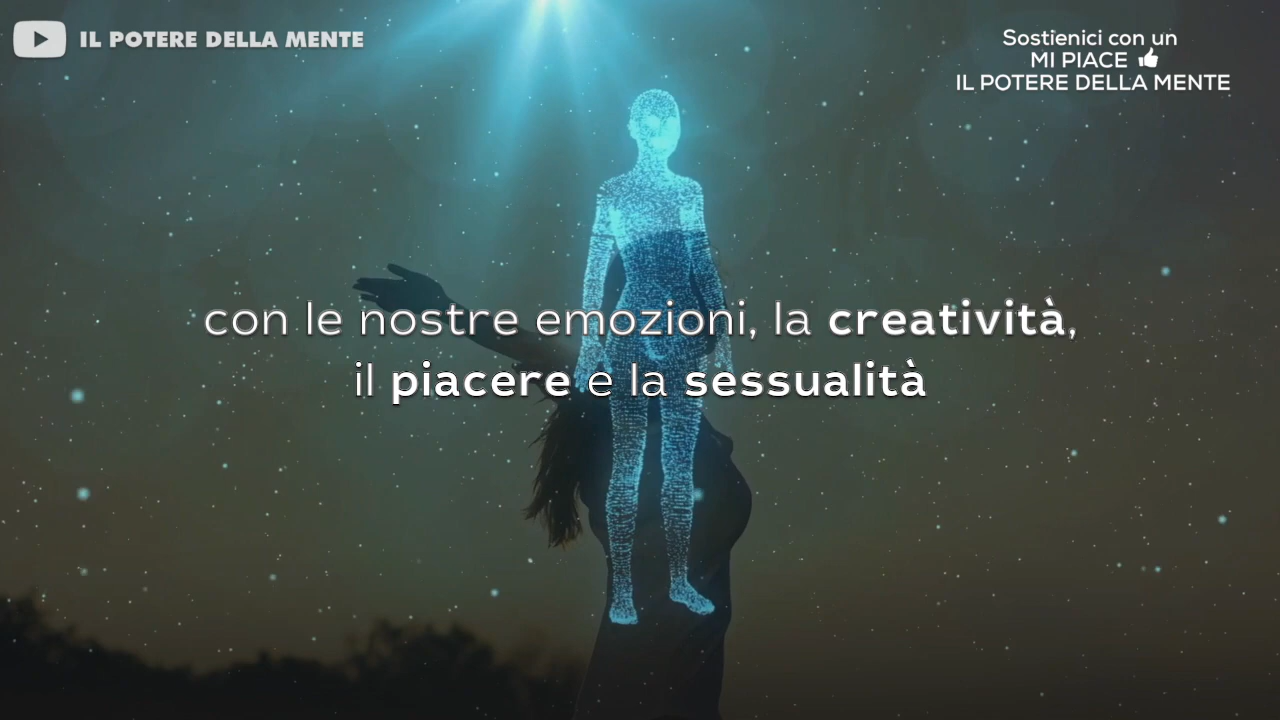 IL POTERE DELLA MENTE
Sostienici con un
MI PIACE
IL POTERE DELLA MENTE
con le nostre emozioni, la creatività,
il piacere e la sessualità